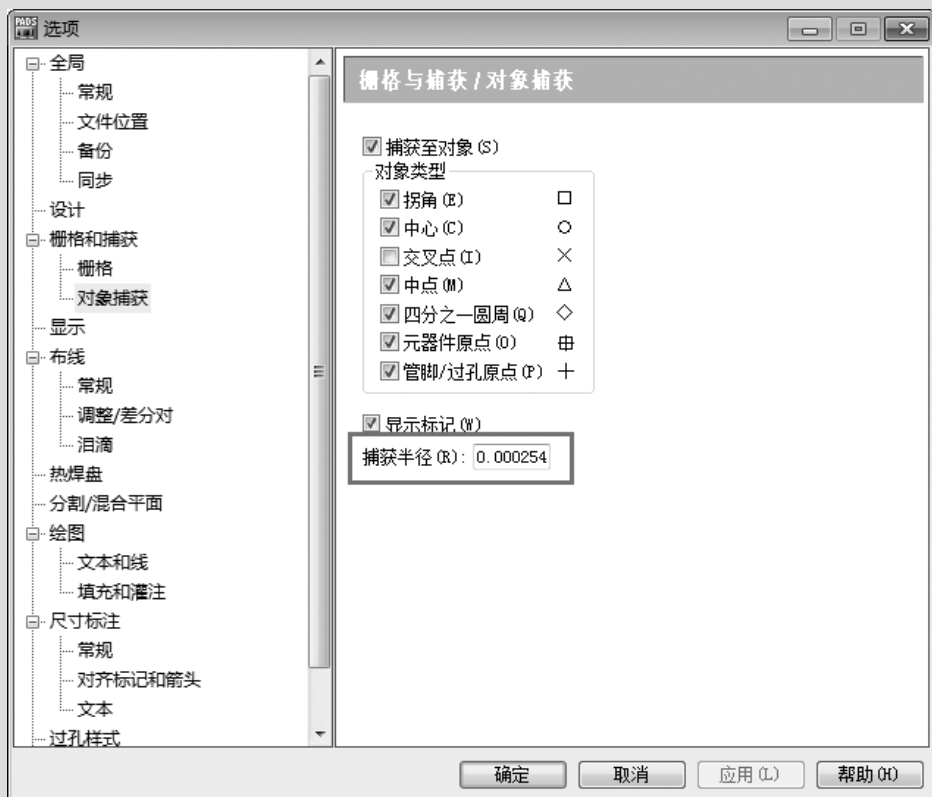 PADS 选项
全局
常规
文件位置
备份
同步
设计
栅格和捕获
栅格
对象捕获
显示
布线
常规
调整/差分对
泪滴
热焊盘
分割/混合平面
绘图
文本和线
填充和灌注
尺寸标注
常规
对齐标记和箭头
文本
过孔样式
栅格与捕获/对象捕获
捕获至对象(S)
对象类型
拐角(E)
中心(C)
交叉点(I)
中点(M)
四分之一圆周(Q)
元器件原点(O)
管脚/过孔原点(P)
显示标记(W)
捕获半径(R): 0.000254
确定 取消 应用(L) 帮助(H)